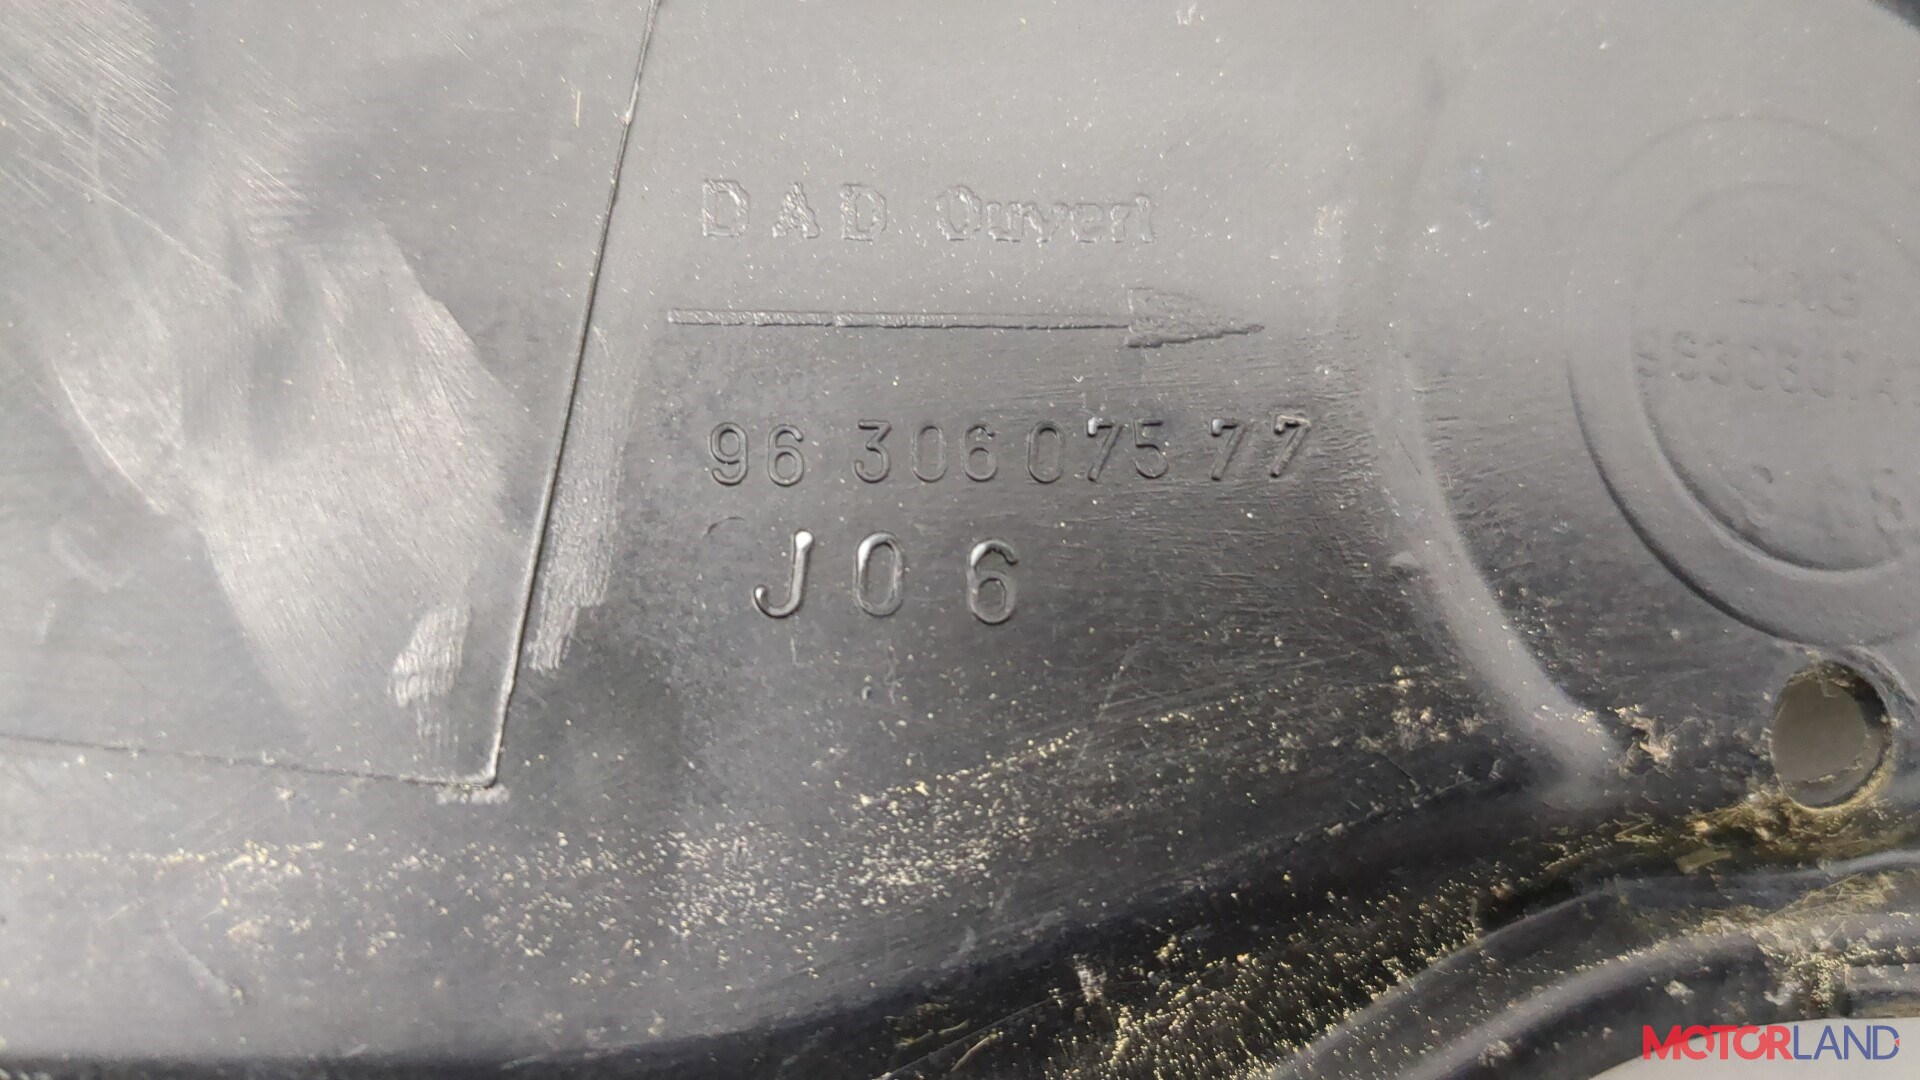 DAD Ouvert
96 306 075 77
J06
MOTORLAND